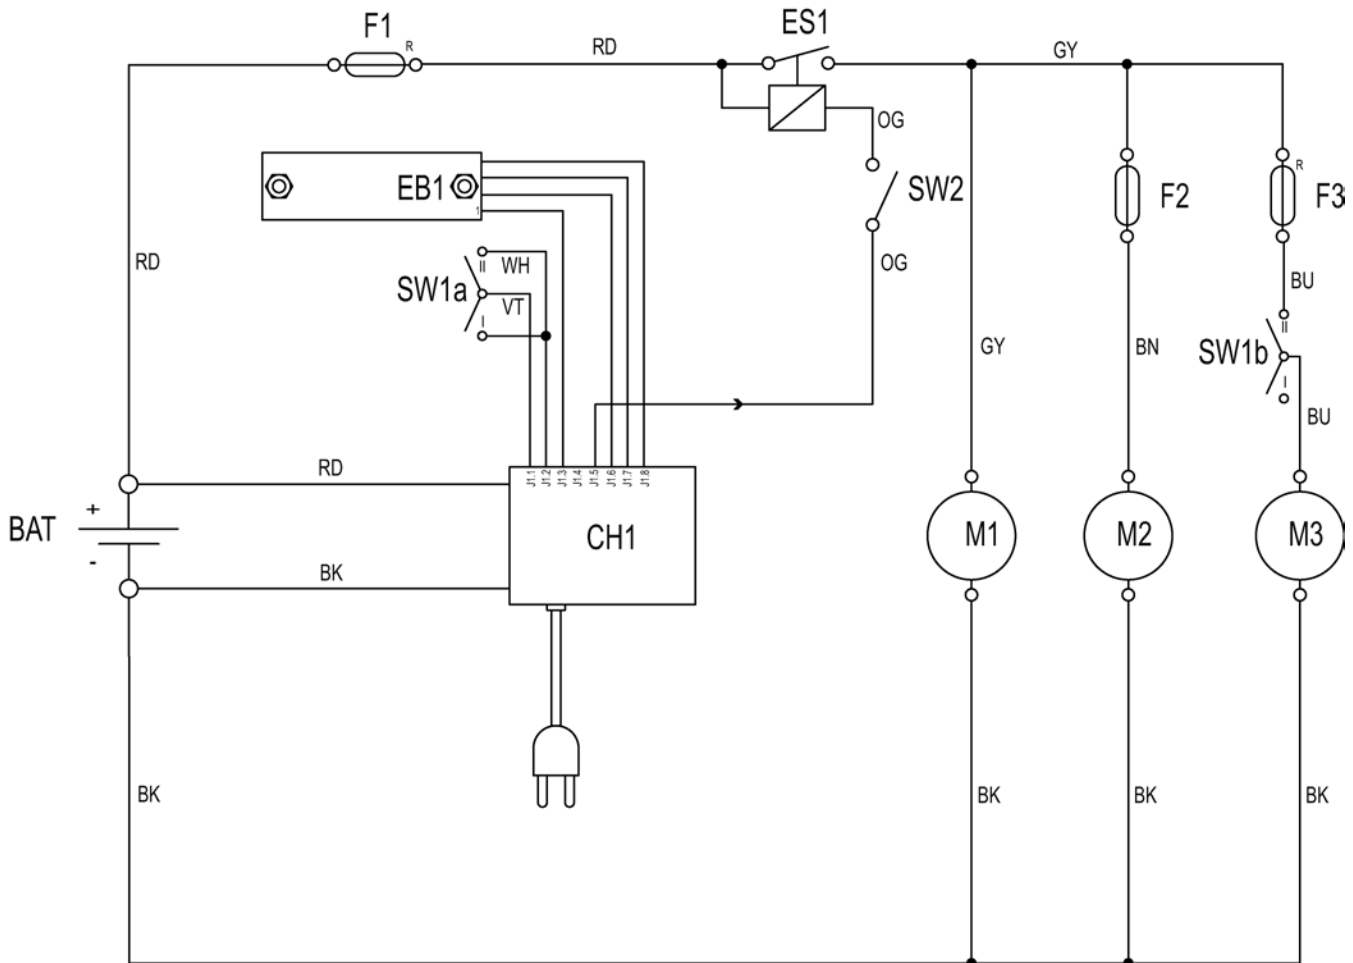 F1
R
RD
ES1
GY
OG
EB1
1
SW2
F2
R
F3
RD
II
WH
OG
SW1a
VT
I
BU
II
GY
BN
SW1b
I
BU
RD
J1.1
J1.2
J1.3
J1.4
J1.5
J1.6
J1.7
J1.8
+
BAT
-
CH1
M1
M2
M3
BK
BK
BK
BK
BK